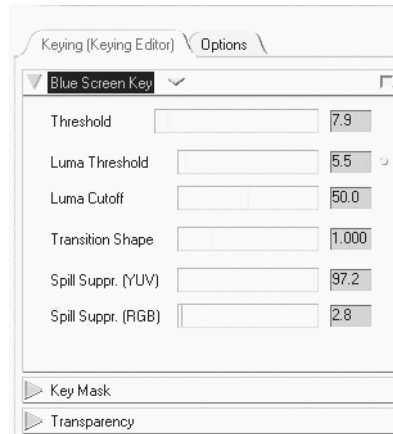 Keying (Keying Editor) Options
Blue Screen Key
Threshold 7.9
Luma Threshold 5.5
Luma Cutoff 50.0
Transition Shape 1.000
Spill Suppr. (YUV) 97.2
Spill Suppr. (RGB) 2.8
Key Mask
Transparency